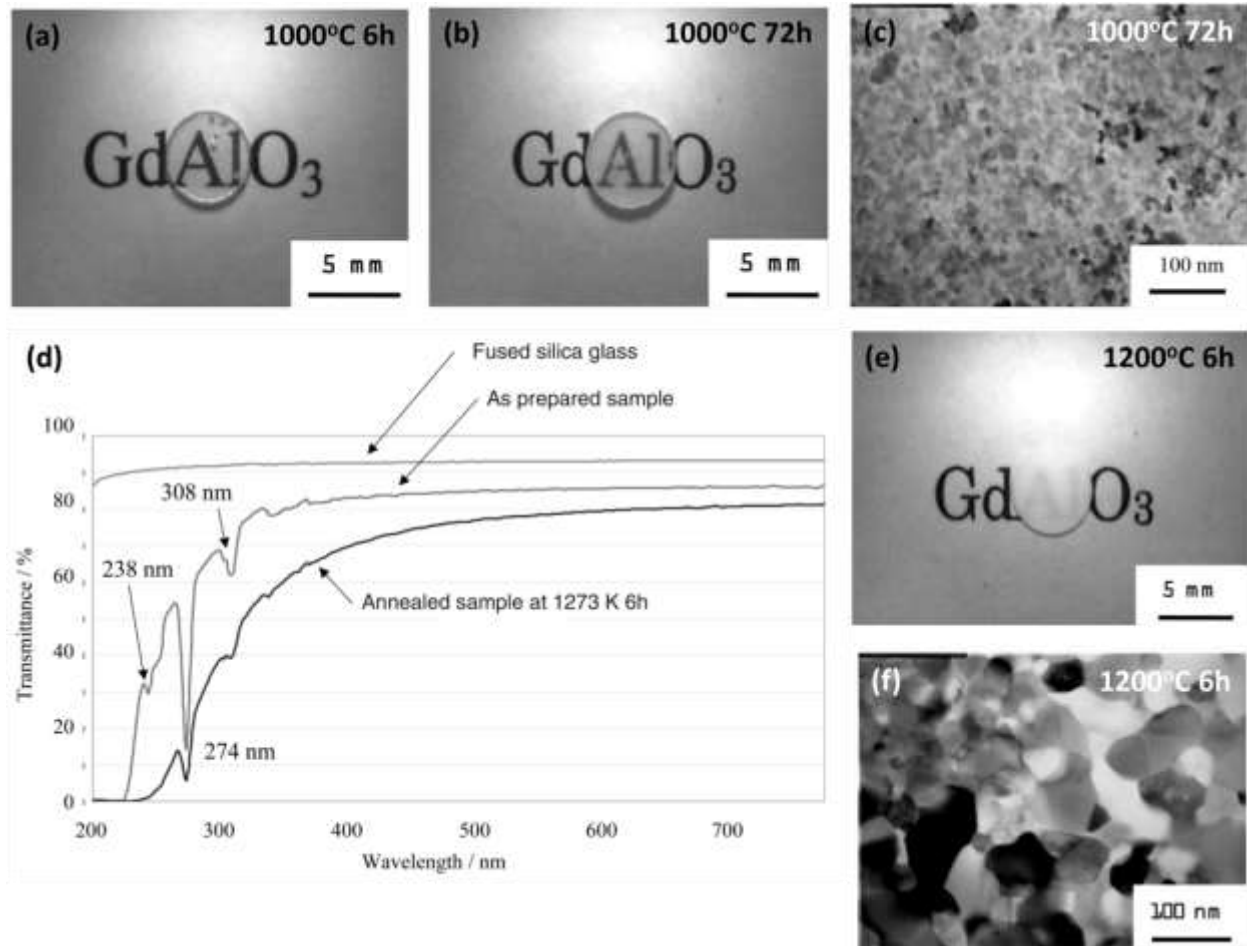 (a) 1000°C 6h
GdAlO₃
5 mm
(b) 1000°C 72h
GdAlO₃
5 mm
(c) 1000°C 72h
100 nm
(d)
Fused silica glass
As prepared sample
308 nm
238 nm
Annealed sample at 1273 K 6h
274 nm
Transmittance / %
100
80
60
40
20
0
200 300 400 500 600 700
Wavelength / nm
(e) 1200°C 6h
GdAlO₃
5 mm
(f) 1200°C 6h
100 nm